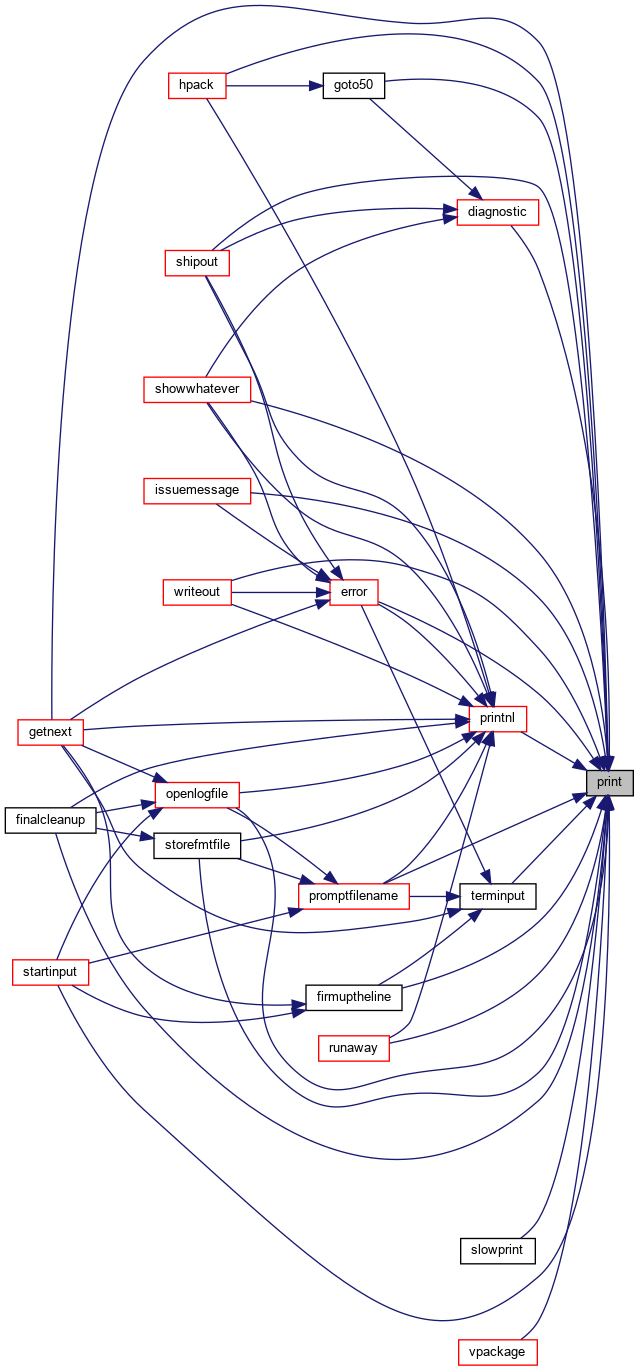 hpack
goto50
diagnostic
shipout
showwhatever
issuemessage
writeout
error
getnext
printnl
print
openlogfile
finalcleanup
storefmtfile
promptfilename
terminput
startinput
firmuptheline
runaway
slowprint
vpackage